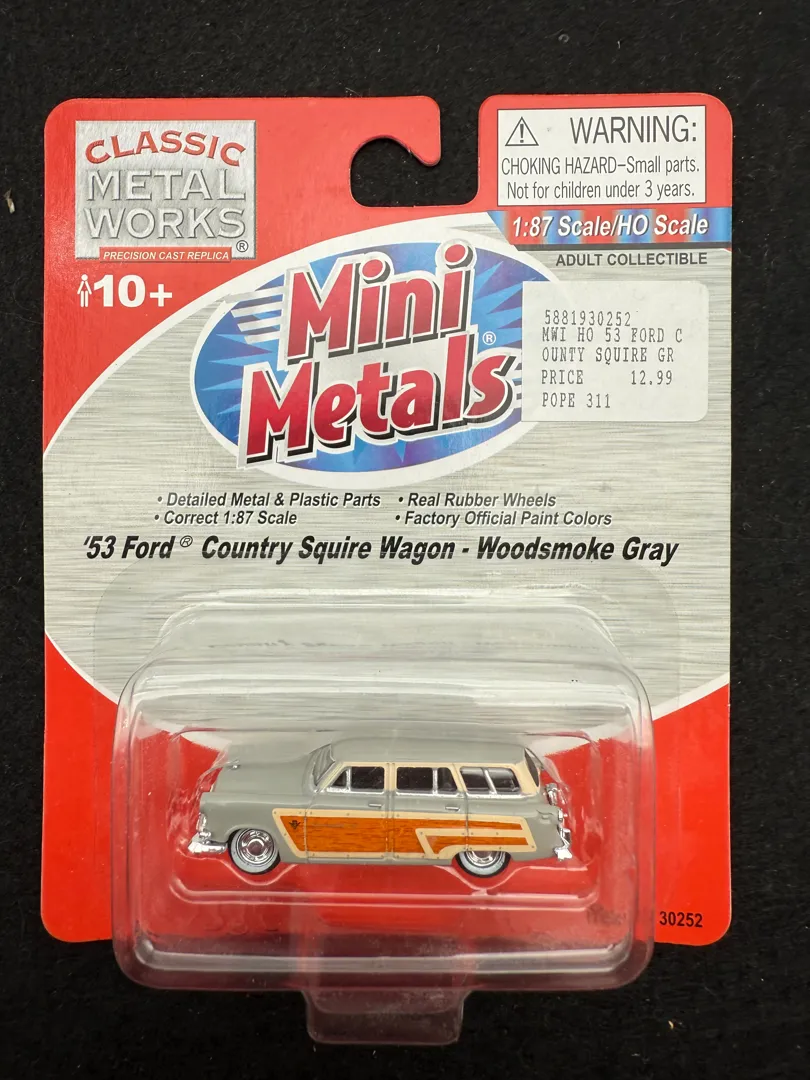 CLASSIC
METAL
WORKS®
PRECISION CAST REPLICA
10+
WARNING:
CHOKING HAZARD–Small parts.
Not for children under 3 years.
1:87 Scale/HO Scale
ADULT COLLECTIBLE
Mini
Metals®
5881930252
MWI HO 53 FORD C
OUNTY SQUIRE GR
PRICE 12.99
POPE 311
• Detailed Metal & Plastic Parts • Real Rubber Wheels
• Correct 1:87 Scale • Factory Official Paint Colors
'53 Ford® Country Squire Wagon - Woodsmoke Gray
30252